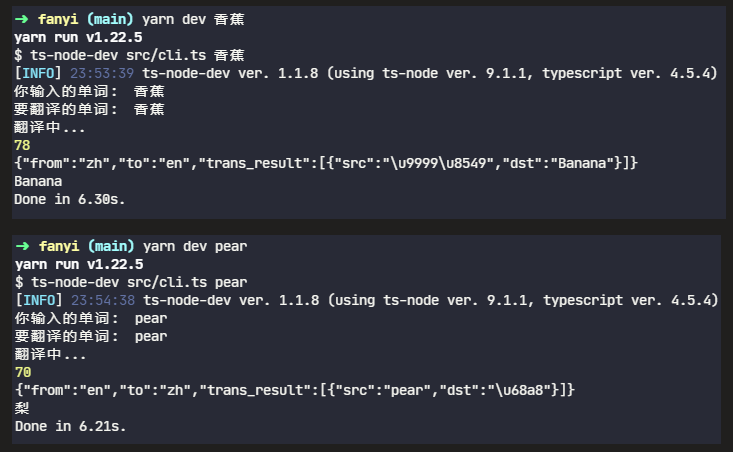 ➜ fanyi (main) yarn dev 香蕉
yarn run v1.22.5
$ ts-node-dev src/cli.ts 香蕉
[INFO] 23:53:39 ts-node-dev ver. 1.1.8 (using ts-node ver. 9.1.1, typescript ver. 4.5.4)
你输入的单词： 香蕉
要翻译的单词： 香蕉
翻译中...
78
{"from":"zh","to":"en","trans_result":[{"src":"\u9999\u8549","dst":"Banana"}]}
Banana
Done in 6.30s.
➜ fanyi (main) yarn dev pear
yarn run v1.22.5
$ ts-node-dev src/cli.ts pear
[INFO] 23:54:38 ts-node-dev ver. 1.1.8 (using ts-node ver. 9.1.1, typescript ver. 4.5.4)
你输入的单词： pear
要翻译的单词： pear
翻译中...
70
{"from":"en","to":"zh","trans_result":[{"src":"pear","dst":"\u68a8"}]}
梨
Done in 6.21s.